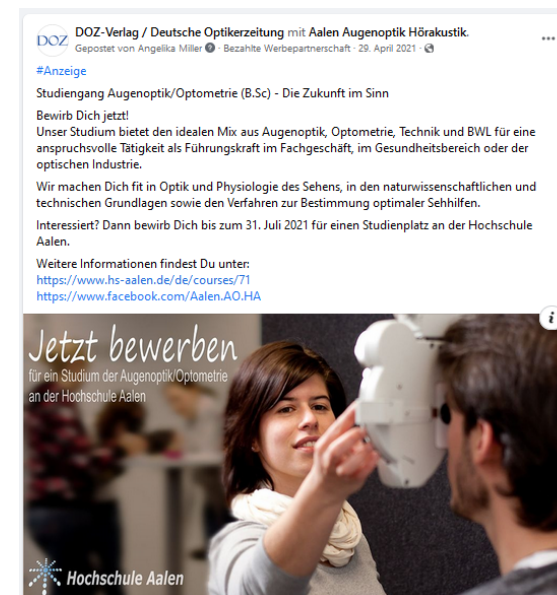 DOZ
DOZ-Verlag / Deutsche Optikerzeitung mit Aalen Augenoptik Hörakustik.
Gepostet von Angelika Miller · Bezahlte Werbepartnerschaft · 29. April 2021 ·
#Anzeige
Studiengang Augenoptik/Optometrie (B.Sc) - Die Zukunft im Sinn
Bewirb Dich jetzt!
Unser Studium bietet den idealen Mix aus Augenoptik, Optometrie, Technik und BWL für eine
anspruchsvolle Tätigkeit als Führungskraft im Fachgeschäft, im Gesundheitsbereich oder der
optischen Industrie.
Wir machen Dich fit in Optik und Physiologie des Sehens, in den naturwissenschaftlichen und
technischen Grundlagen sowie den Verfahren zur Bestimmung optimaler Sehhilfen.
Interessiert? Dann bewirb Dich bis zum 31. Juli 2021 für einen Studienplatz an der Hochschule
Aalen.
Weitere Informationen findest Du unter:
https://www.hs-aalen.de/de/courses/71
https://www.facebook.com/Aalen.AO.HA
Jetzt bewerben
für ein Studium der Augenoptik/Optometrie
an der Hochschule Aalen
Hochschule Aalen